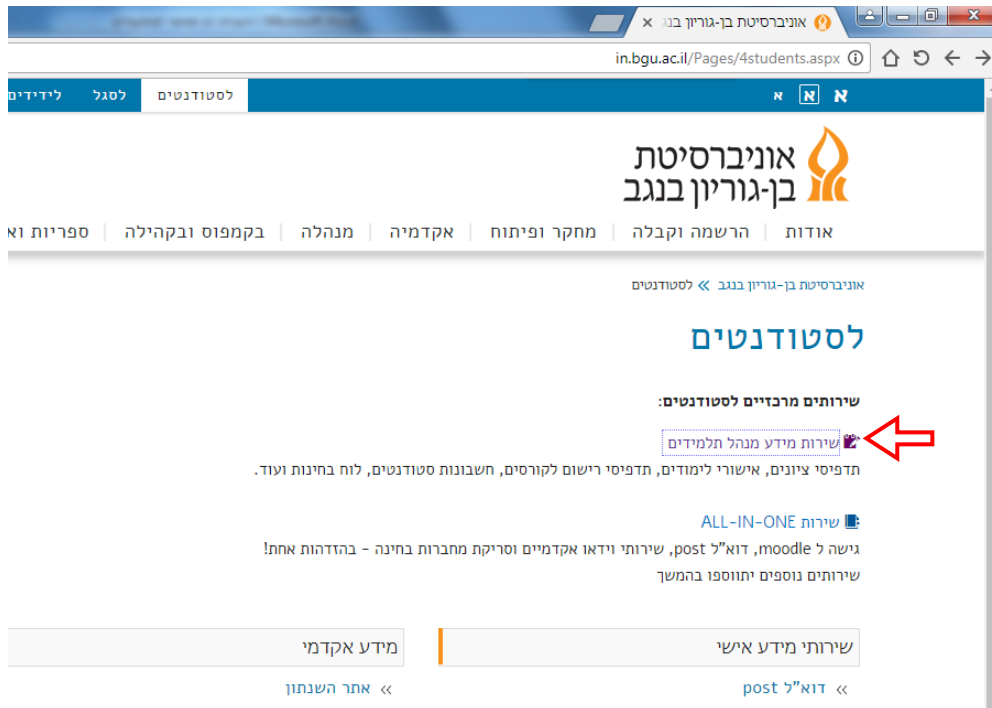 אוניברסיטת בן-גוריון בנג
in.bgu.ac.il/Pages/4students.aspx
א א א
לסטודנטים לסגל לידידים
אוניברסיטת
בן-גוריון בנגב
אודות | הרשמה וקבלה | מחקר ופיתוח | אקדמיה | מנהלה | בקמפוס ובקהילה | ספריות וא
אוניברסיטת בן-גוריון בנגב » לסטודנטים
לסטודנטים
שירותים מרכזיים לסטודנטים:
שירות מידע מנהל תלמידים
תדפיסי ציונים, אישורי לימודים, תדפיסי רישום לקורסים, חשבונות סטודנטים, לוח בחינות ועוד.
שירות ALL-IN-ONE
גישה ל moodle, דוא"ל post, שירותי וידאו אקדמיים וסריקת מחברות בחינה - בהזדהות אחת!
שירותים נוספים יתווספו בהמשך
שירותי מידע אישי
מידע אקדמי
» דוא"ל post
» אתר השנתון